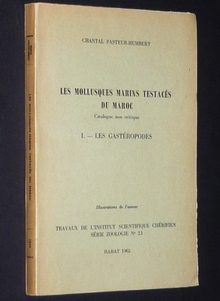 CHANTAL PASTEUR-HUMBERT
LES MOLLUSQUES MARINS TESTACÉS
DU MAROC
Catalogue non critique
I. — LES GASTÉROPODES
Illustrations de l'auteur
TRAVAUX DE L'INSTITUT SCIENTIFIQUE CHÉRIFIEN
SÉRIE ZOOLOGIE N° 23
RABAT 1962